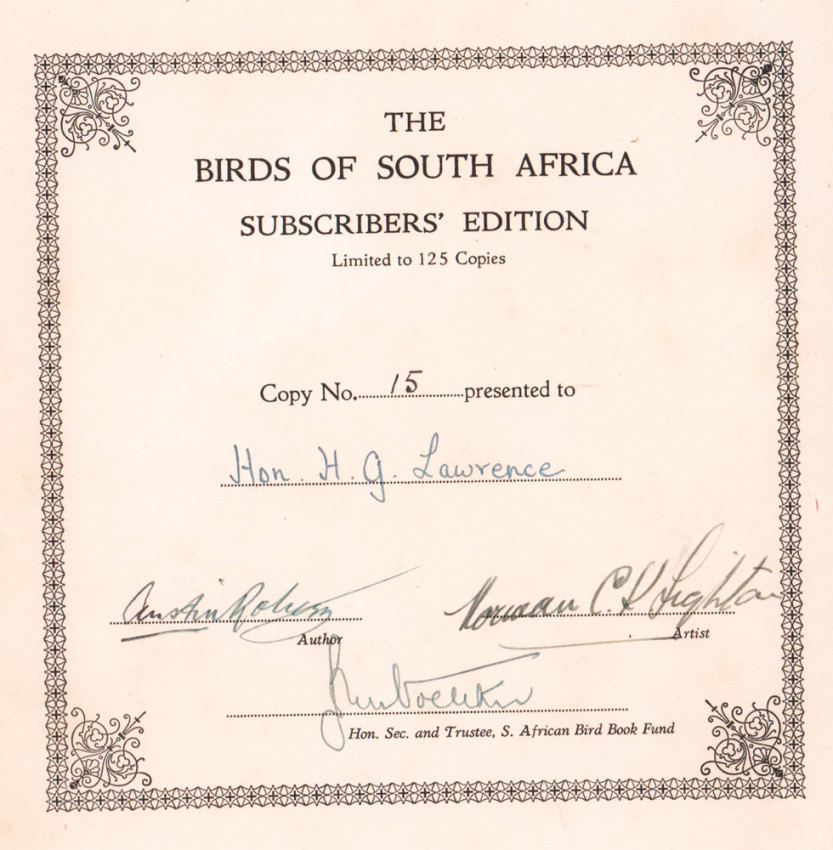 THE
BIRDS OF SOUTH AFRICA
SUBSCRIBERS' EDITION
Limited to 125 Copies
Copy No. 15 presented to
Hon. H. G. Lawrence
Austin Roberts Norman C. K. Lighton
Author Artist
Hon. Sec. and Trustee, S. African Bird Book Fund